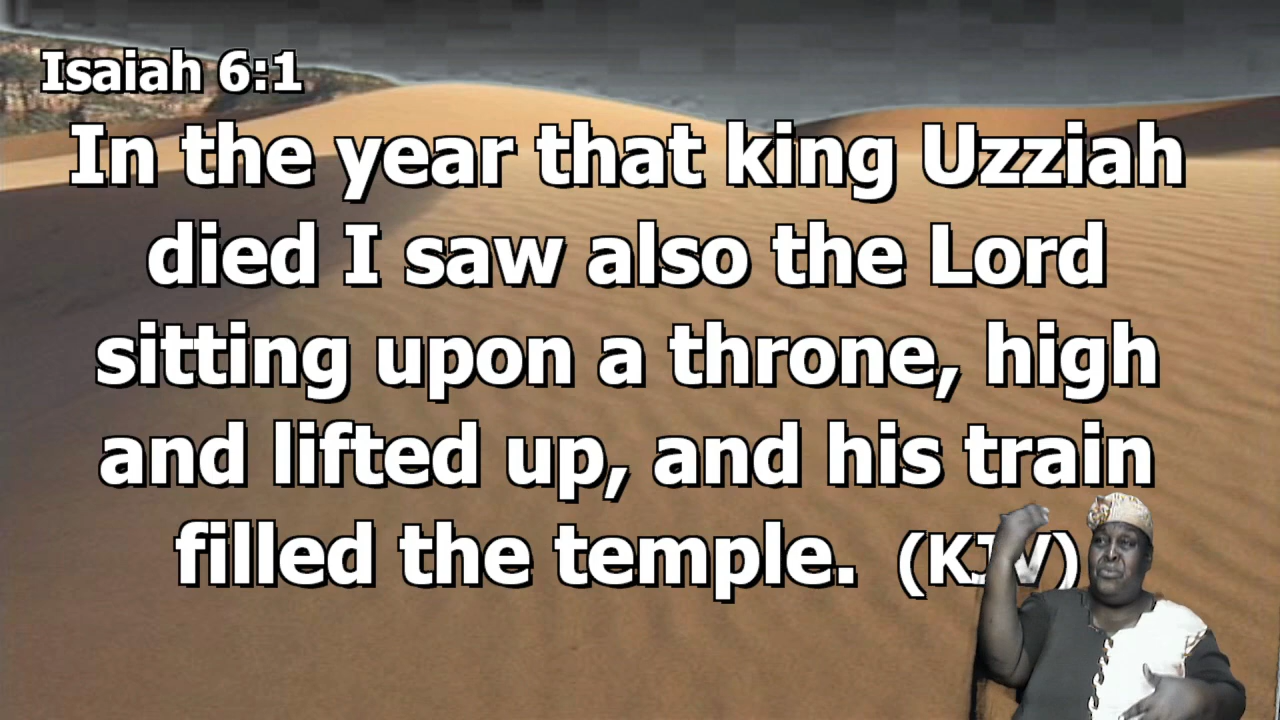 Isaiah 6:1
In the year that king Uzziah
died I saw also the Lord
sitting upon a throne, high
and lifted up, and his train
filled the temple. (KJV)